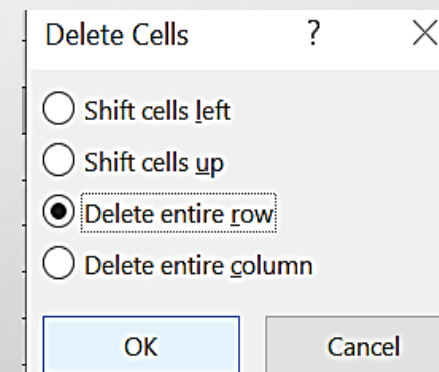 Delete Cells ? X
Shift cells left
Shift cells up
Delete entire row
Delete entire column
OK Cancel